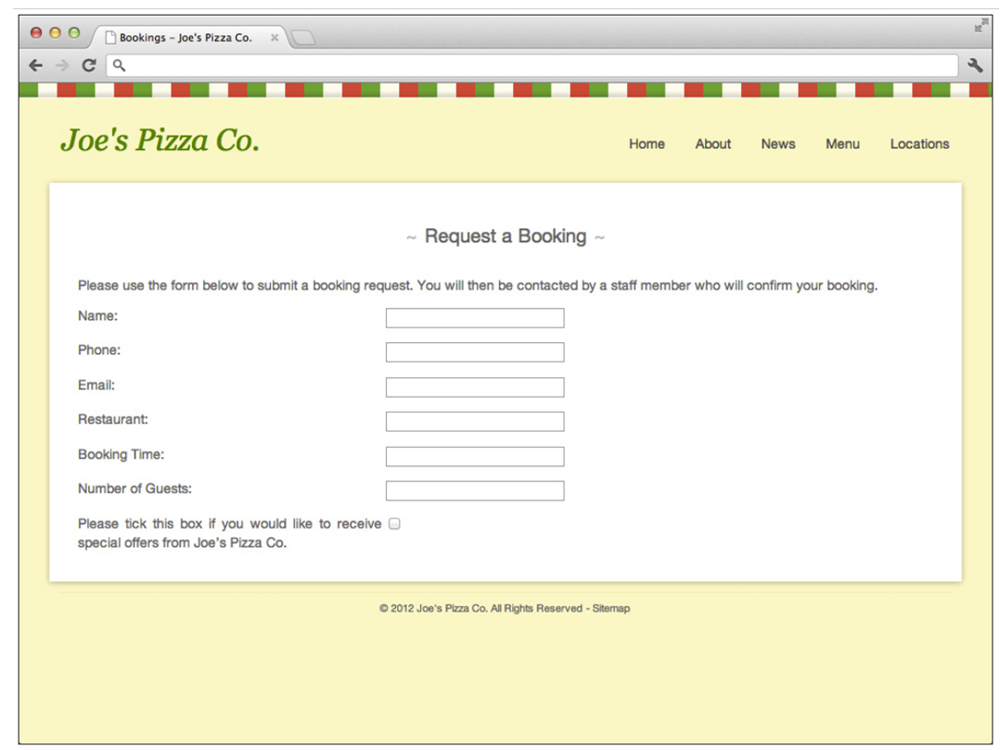 Bookings – Joe's Pizza Co.
Joe's Pizza Co.
Home About News Menu Locations
~ Request a Booking ~
Please use the form below to submit a booking request. You will then be contacted by a staff member who will confirm your booking.
Name:
Phone:
Email:
Restaurant:
Booking Time:
Number of Guests:
Please tick this box if you would like to receive
special offers from Joe's Pizza Co.
© 2012 Joe's Pizza Co. All Rights Reserved - Sitemap